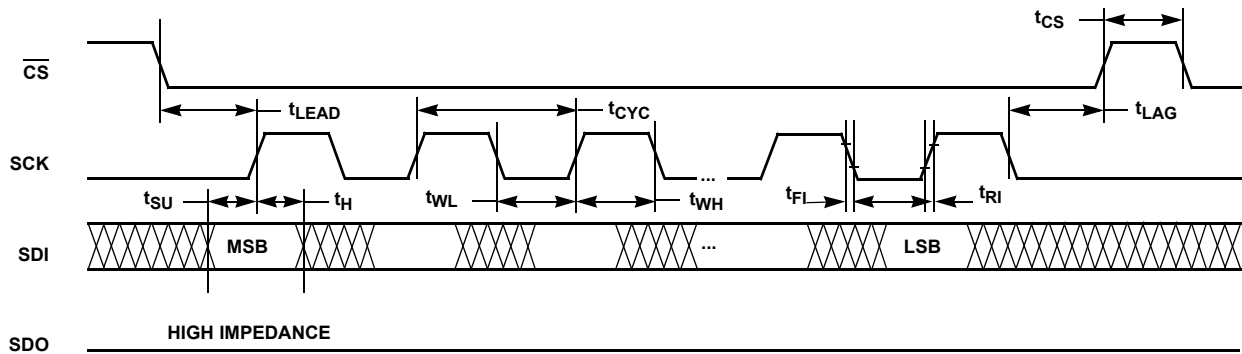 tCS
CS
tLEAD
tCYC
tLAG
SCK
...
tSU
tH
tWL
tWH
tFI
tRI
SDI
MSB
...
LSB
HIGH IMPEDANCE
SDO